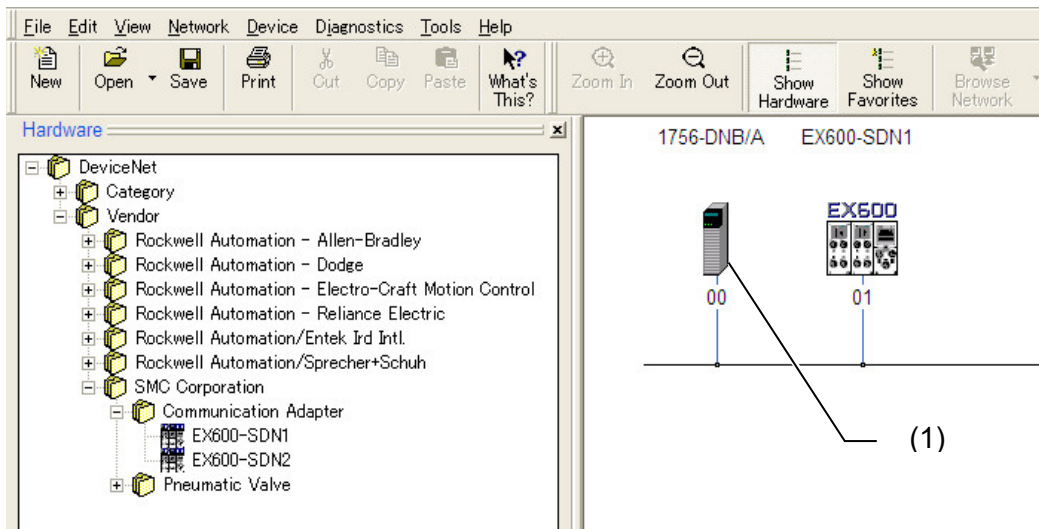 File Edit View Network Device Diagnostics Tools Help
New Open Save Print Cut Copy Paste What's This? Zoom In Zoom Out Show Hardware Show Favorites Browse Network
Hardware
DeviceNet
Category
Vendor
Rockwell Automation - Allen-Bradley
Rockwell Automation - Dodge
Rockwell Automation - Electro-Craft Motion Control
Rockwell Automation - Reliance Electric
Rockwell Automation/Entek Ird Intl.
Rockwell Automation/Sprecher+Schuh
SMC Corporation
Communication Adapter
EX600-SDN1
EX600-SDN2
Pneumatic Valve
1756-DNB/A EX600-SDN1
EX600
00 01
(1)